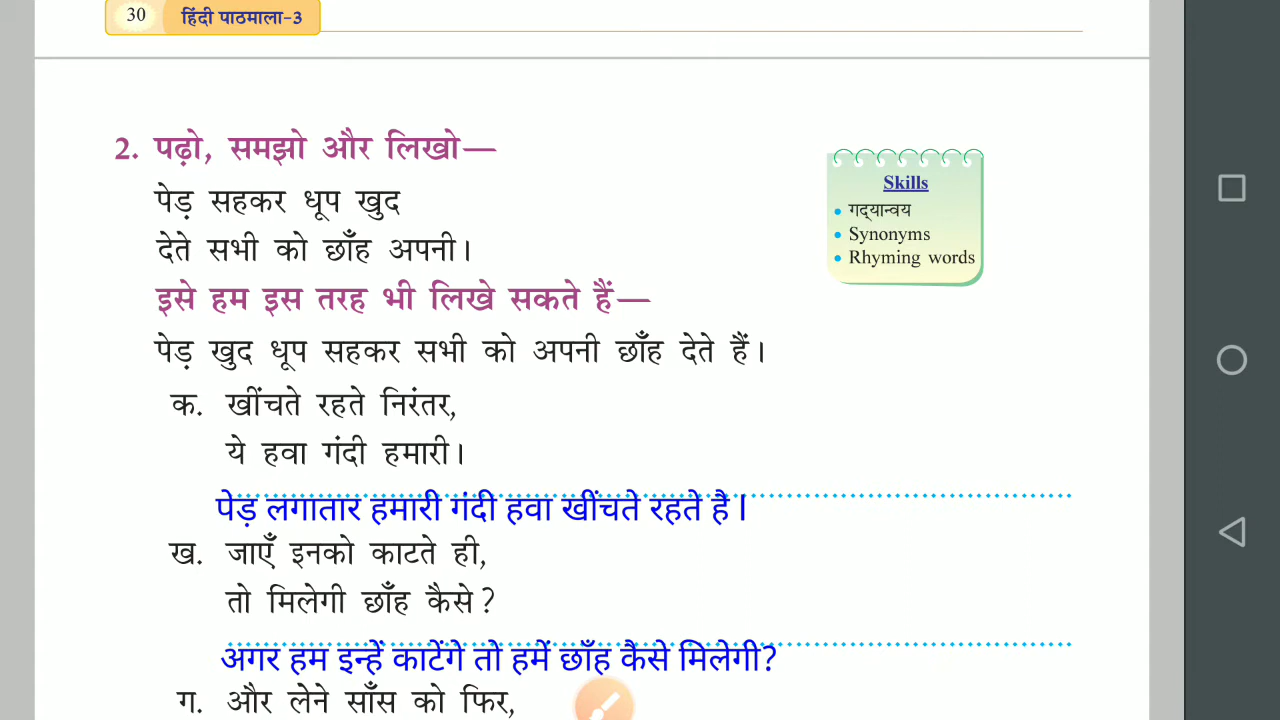 30 हिंदी पाठमाला-3
2. पढ़ो, समझो और लिखो—
पेड़ सहकर धूप खुद
देते सभी को छाँह अपनी।
इसे हम इस तरह भी लिखे सकते हैं—
पेड़ खुद धूप सहकर सभी को अपनी छाँह देते हैं।
Skills
• गद्यान्वय
• Synonyms
• Rhyming words
क. खींचते रहते निरंतर,
ये हवा गंदी हमारी।
पेड़ लगातार हमारी गंदी हवा खींचते रहते है।
ख. जाएँ इनको काटते ही,
तो मिलेगी छाँह कैसे?
अगर हम इन्हें काटेंगे तो हमें छाँह कैसे मिलेगी?
ग. और लेने साँस को फिर,